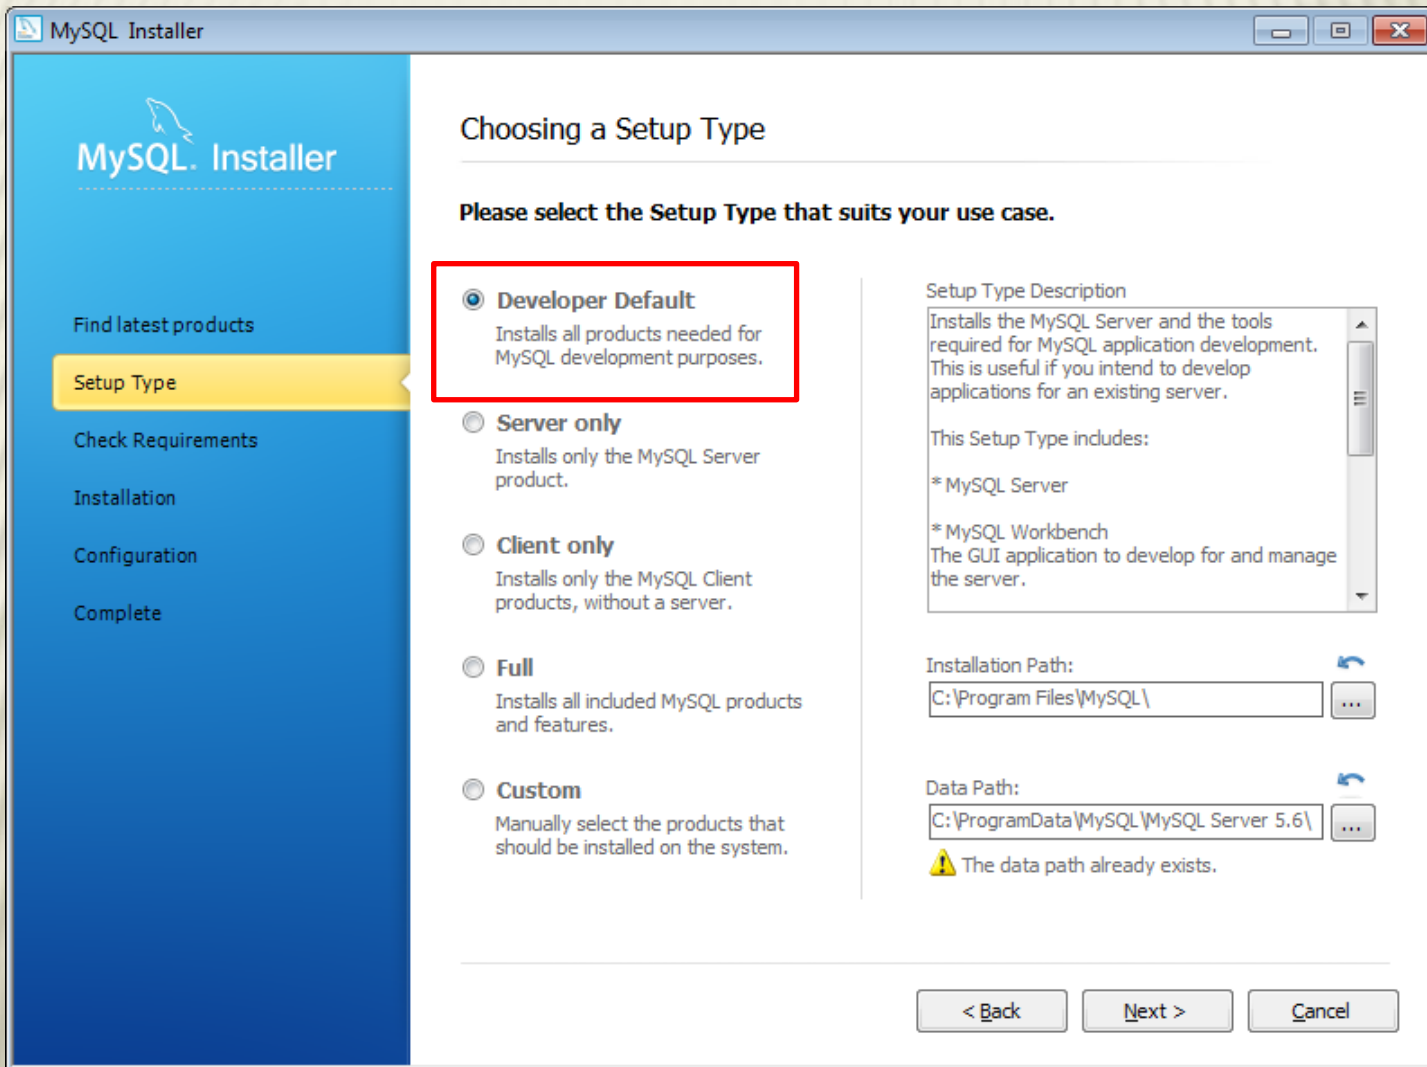 MySQL Installer
MySQL. Installer
Find latest products
Setup Type
Check Requirements
Installation
Configuration
Complete
Choosing a Setup Type
Please select the Setup Type that suits your use case.
Developer Default
Installs all products needed for
MySQL development purposes.
Server only
Installs only the MySQL Server
product.
Client only
Installs only the MySQL Client
products, without a server.
Full
Installs all included MySQL products
and features.
Custom
Manually select the products that
should be installed on the system.
Setup Type Description
Installs the MySQL Server and the tools
required for MySQL application development.
This is useful if you intend to develop
applications for an existing server.
This Setup Type includes:
* MySQL Server
* MySQL Workbench
The GUI application to develop for and manage
the server.
Installation Path:
C:\Program Files\MySQL\
...
Data Path:
C:\ProgramData\MySQL\MySQL Server 5.6\
...
The data path already exists.
< Back
Next >
Cancel